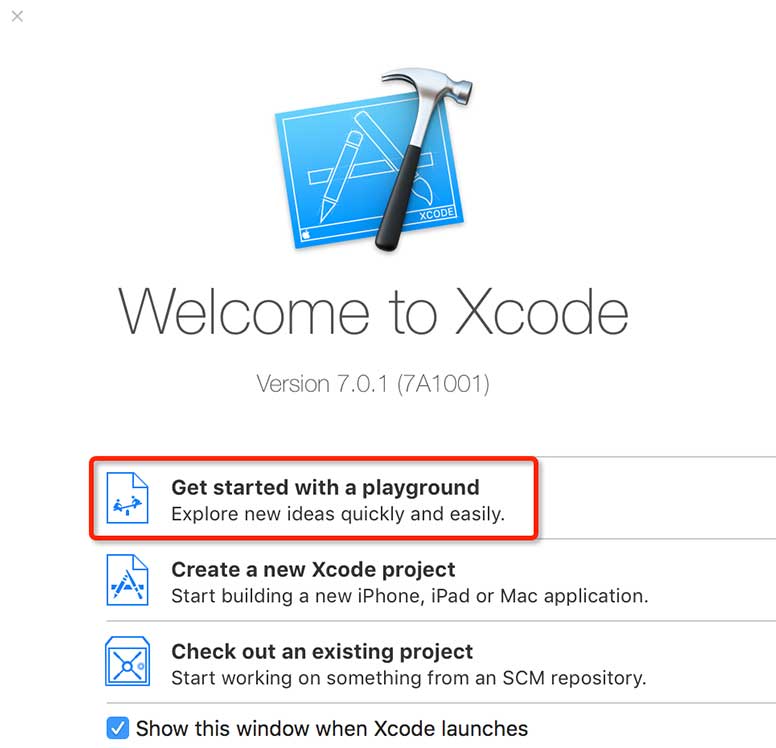 XCODE
Welcome to Xcode
Version 7.0.1 (7A1001)
Get started with a playground
Explore new ideas quickly and easily.
Create a new Xcode project
Start building a new iPhone, iPad or Mac application.
Check out an existing project
Start working on something from an SCM repository.
Show this window when Xcode launches